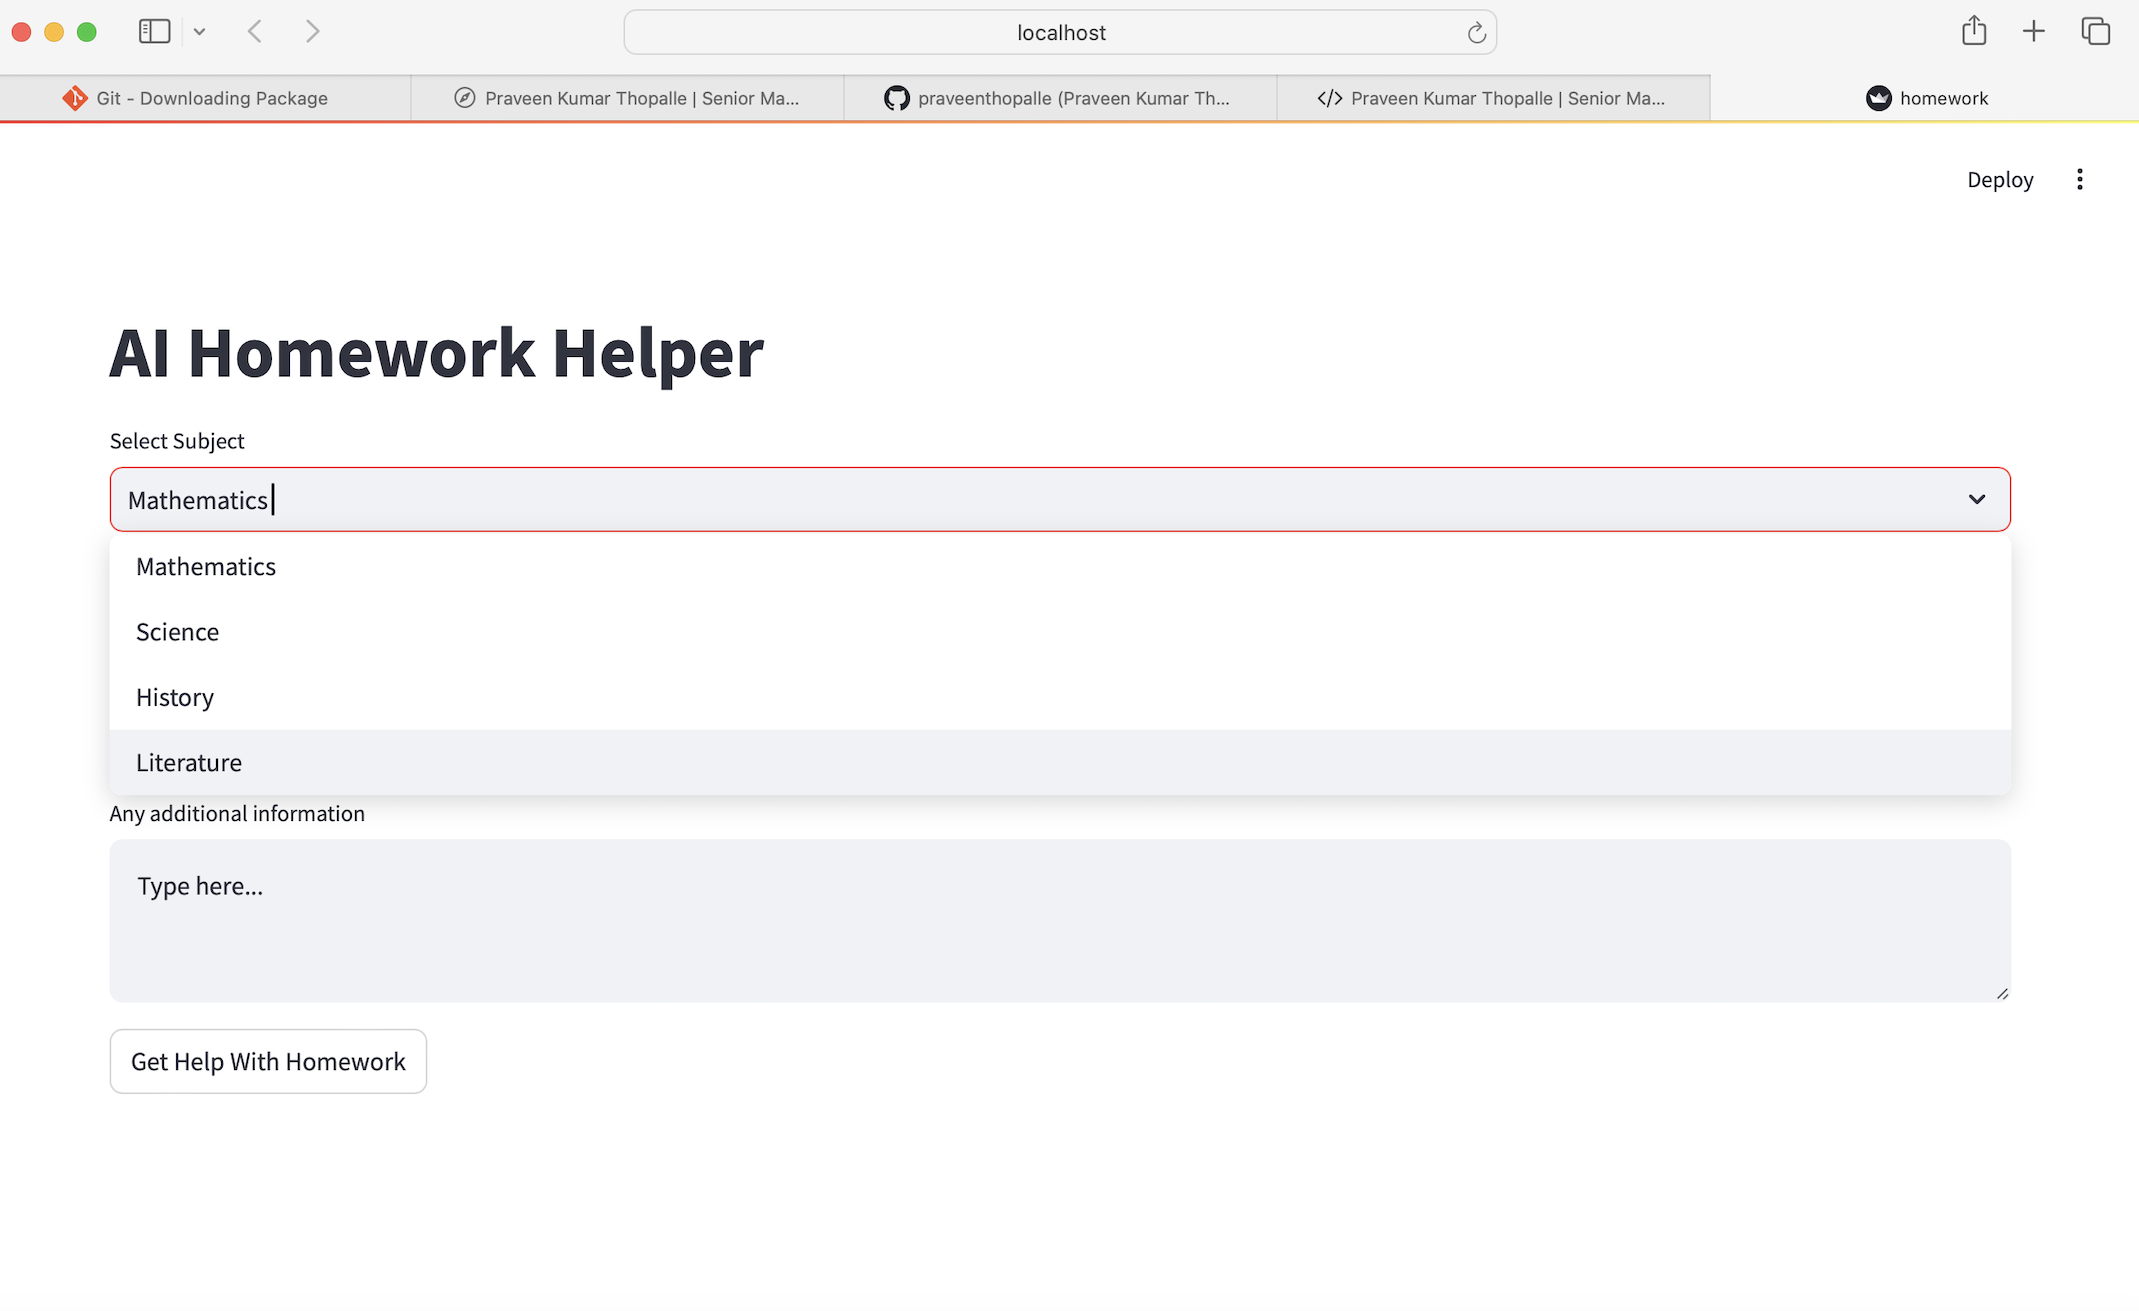 localhost
Git - Downloading Package
Praveen Kumar Thopalle | Senior Ma...
praveenthopalle (Praveen Kumar Th...
</> Praveen Kumar Thopalle | Senior Ma...
homework
Deploy
AI Homework Helper
Select Subject
Mathematics
Mathematics
Science
History
Literature
Any additional information
Type here...
Get Help With Homework